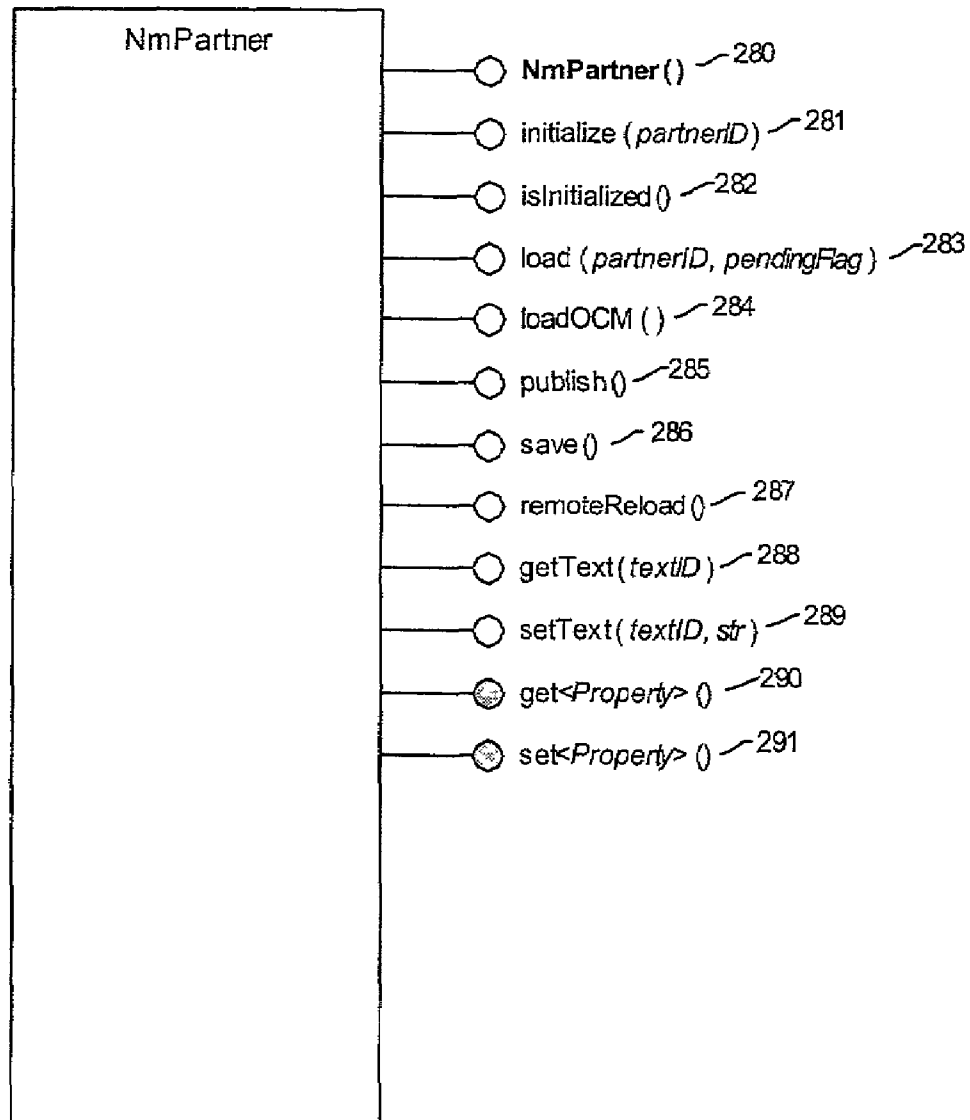 NmPartner
NmPartner() 280
initialize (partnerID) 281
isInitialized() 282
load (partnerID, pendingFlag) 283
loadOCM () 284
publish() 285
save() 286
remoteReload() 287
getText(textID) 288
setText(textID, str) 289
get<Property> () 290
set<Property> () 291